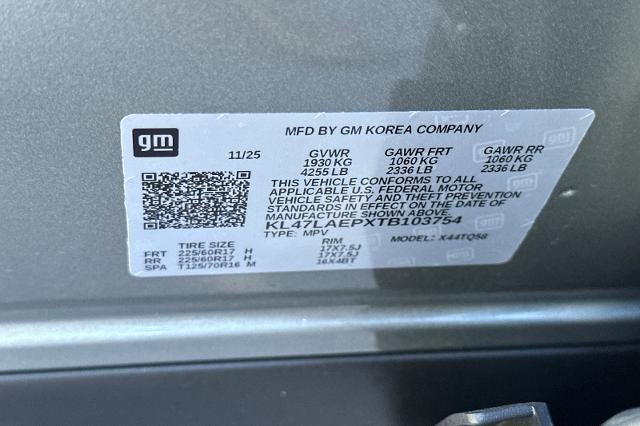 gm
MFD BY GM KOREA COMPANY
11/25 GVWR GAWR FRT GAWR RR
1930 KG 1060 KG 1060 KG
4255 LB 2336 LB 2336 LB
THIS VEHICLE CONFORMS TO ALL
APPLICABLE U.S. FEDERAL MOTOR
VEHICLE SAFETY AND THEFT PREVENTION
STANDARDS IN EFFECT ON THE DATE OF
MANUFACTURE SHOWN ABOVE.
KL47LAEPXTB103754
TYPE: MPV MODEL: X44TQ58
TIRE SIZE RIM
FRT 225/60R17 H 17X7.5J
RR 225/60R17 H 17X7.5J
SPA T125/70R16 M 16X4BT